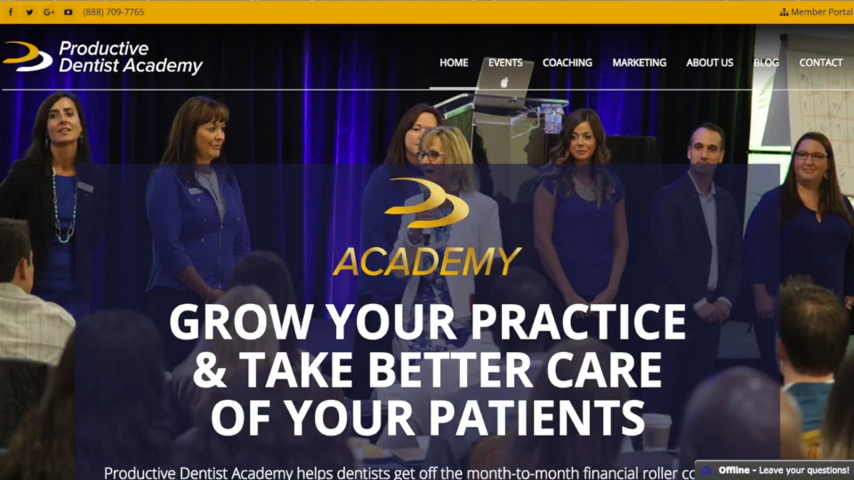 (888) 709-7765
Member Portal
Productive
Dentist Academy
HOME EVENTS COACHING MARKETING ABOUT US BLOG CONTACT
ACADEMY
GROW YOUR PRACTICE
& TAKE BETTER CARE
OF YOUR PATIENTS
Productive Dentist Academy helps dentists get off the month-to-month financial roller
Offline - Leave your questions!